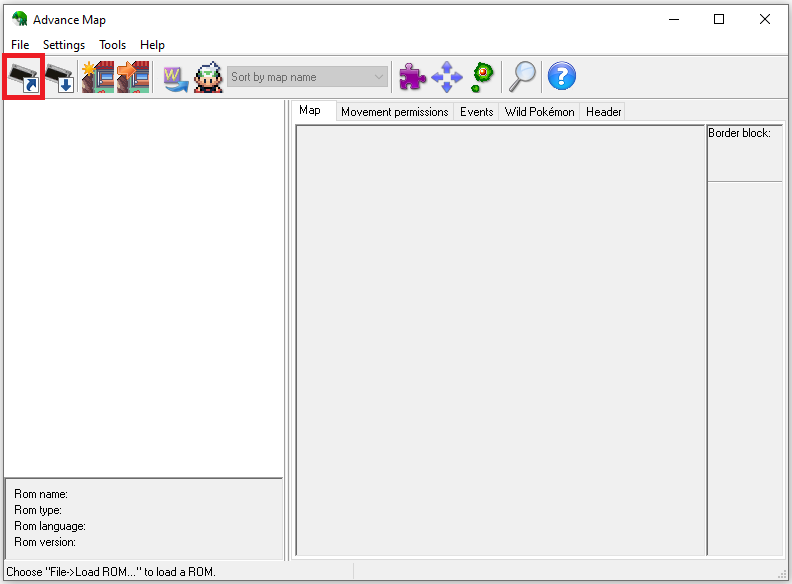 Advance Map
File Settings Tools Help
W
Sort by map name
?
Map Movement permissions Events Wild Pokémon Header
Border block:
Rom name:
Rom type:
Rom language:
Rom version:
Choose "File->Load ROM..." to load a ROM.